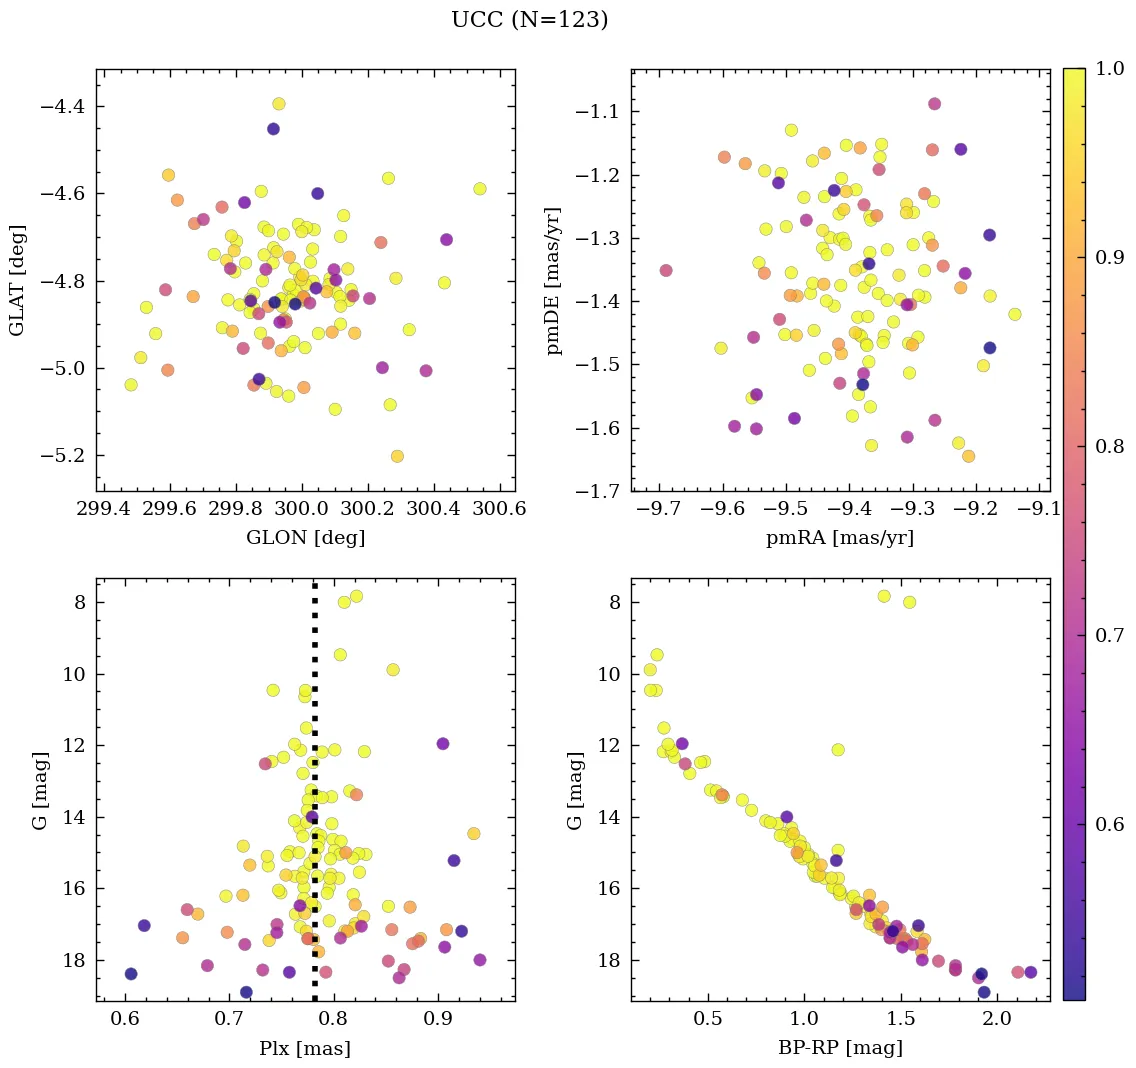 UCC (N=123)
−4.4
−4.6
−4.8
−5.0
−5.2
GLAT [deg]
299.4 299.6 299.8 300.0 300.2 300.4 300.6
GLON [deg]
−1.1
−1.2
−1.3
−1.4
−1.5
−1.6
−1.7
pmDE [mas/yr]
−9.7 −9.6 −9.5 −9.4 −9.3 −9.2 −9.1
pmRA [mas/yr]
8
10
12
14
16
18
G [mag]
0.6 0.7 0.8 0.9
Plx [mas]
8
10
12
14
16
18
G [mag]
0.5 1.0 1.5 2.0
BP-RP [mag]
1.0
0.9
0.8
0.7
0.6